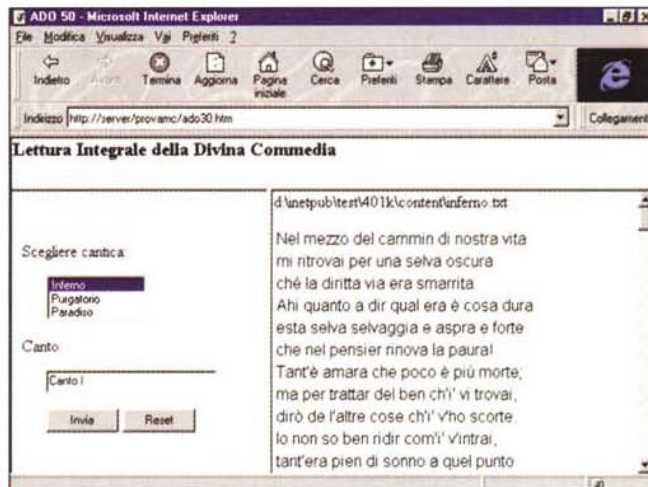 ADO 50 - Microsoft Internet Explorer
File Modifica Visualizza Vai Preferiti ?
Indietro Avanti Termina Aggiorna Pagina iniziale Cerca Preferiti Stampa Carattere Posta
Indirizzo http://server/provamc/ado30.htm Collegamenti
Lettura Integrale della Divina Commedia
d:\inetpub\test\401k\content\inferno.txt
Scegliere cantica:
Inferno
Purgatorio
Paradiso
Canto:
Canto I
Invia Reset
Nel mezzo del cammin di nostra vita
mi ritrovai per una selva oscura
ché la diritta via era smarrita.
Ahi quanto a dir qual era è cosa dura
esta selva selvaggia e aspra e forte
che nel pensier rinova la paura!
Tant'è amara che poco è più morte;
ma per trattar del ben ch'i' vi trovai,
dirò de l'altre cose ch'i' v'ho scorte.
Io non so ben ridir com'i' v'intrai,
tant'era pien di sonno a quel punto